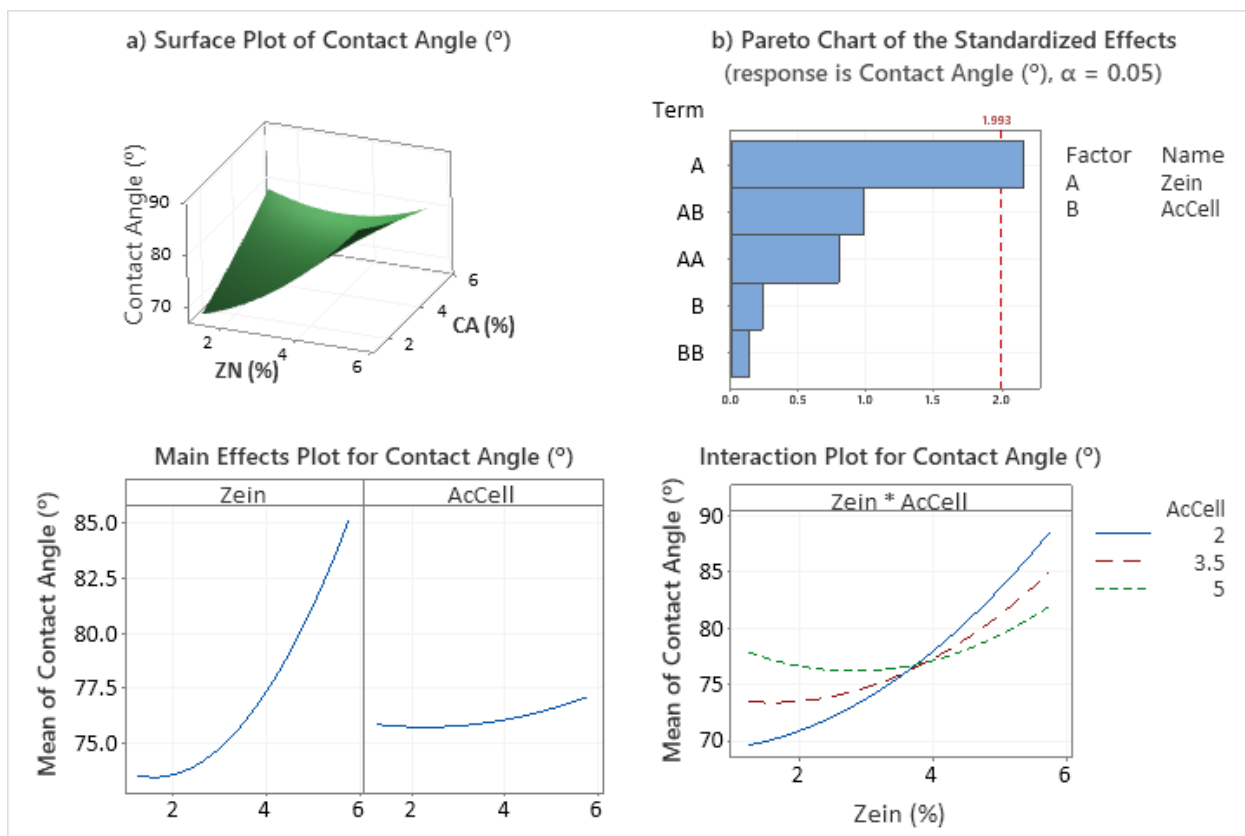 a) Surface Plot of Contact Angle (º)
Contact Angle (º)
90
80
70
2
4
6
ZN (%)
2
4
6
CA (%)
b) Pareto Chart of the Standardized Effects
(response is Contact Angle (º), α = 0.05)
Term
1.993
A
AB
AA
B
BB
0.0 0.5 1.0 1.5 2.0
Factor Name
A Zein
B AcCell
Main Effects Plot for Contact Angle (º)
Zein AcCell
Mean of Contact Angle (º)
85.0
82.5
80.0
77.5
75.0
2 4 6 2 4 6
Interaction Plot for Contact Angle (º)
Zein * AcCell
Mean of Contact Angle (º)
90
85
80
75
70
2 4 6
Zein (%)
AcCell
2
3.5
5